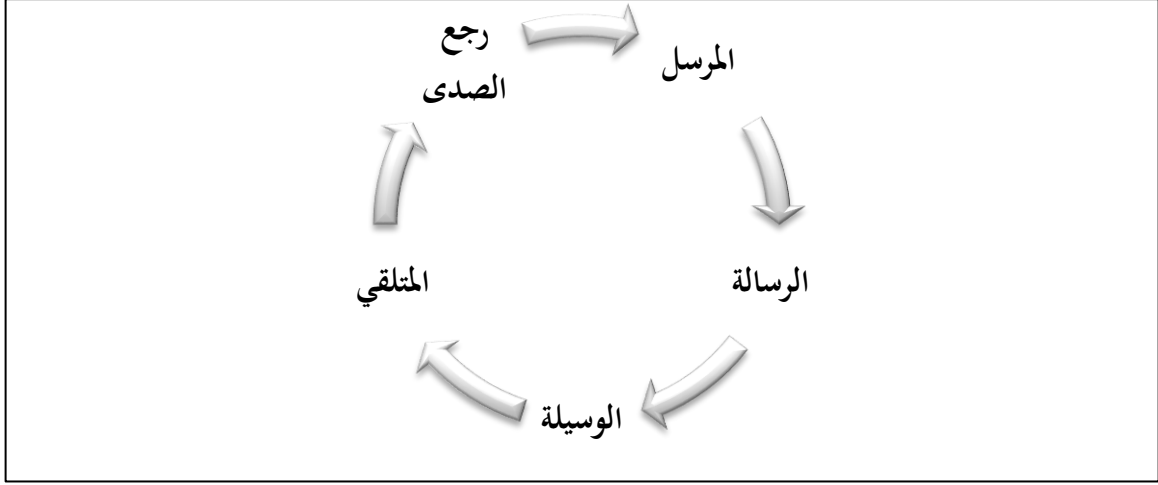 المرسل
الرسالة
الوسيلة
المتلقي
رجع
الصدى